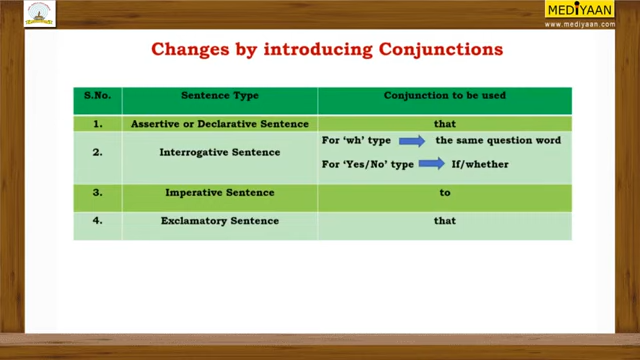 MEDIYAAN
www.mediyaan.com
Changes by introducing Conjunctions
S.No. Sentence Type Conjunction to be used
1. Assertive or Declarative Sentence that
2. Interrogative Sentence For ‘wh’ type the same question word
For ‘Yes/No’ type If/whether
3. Imperative Sentence to
4. Exclamatory Sentence that